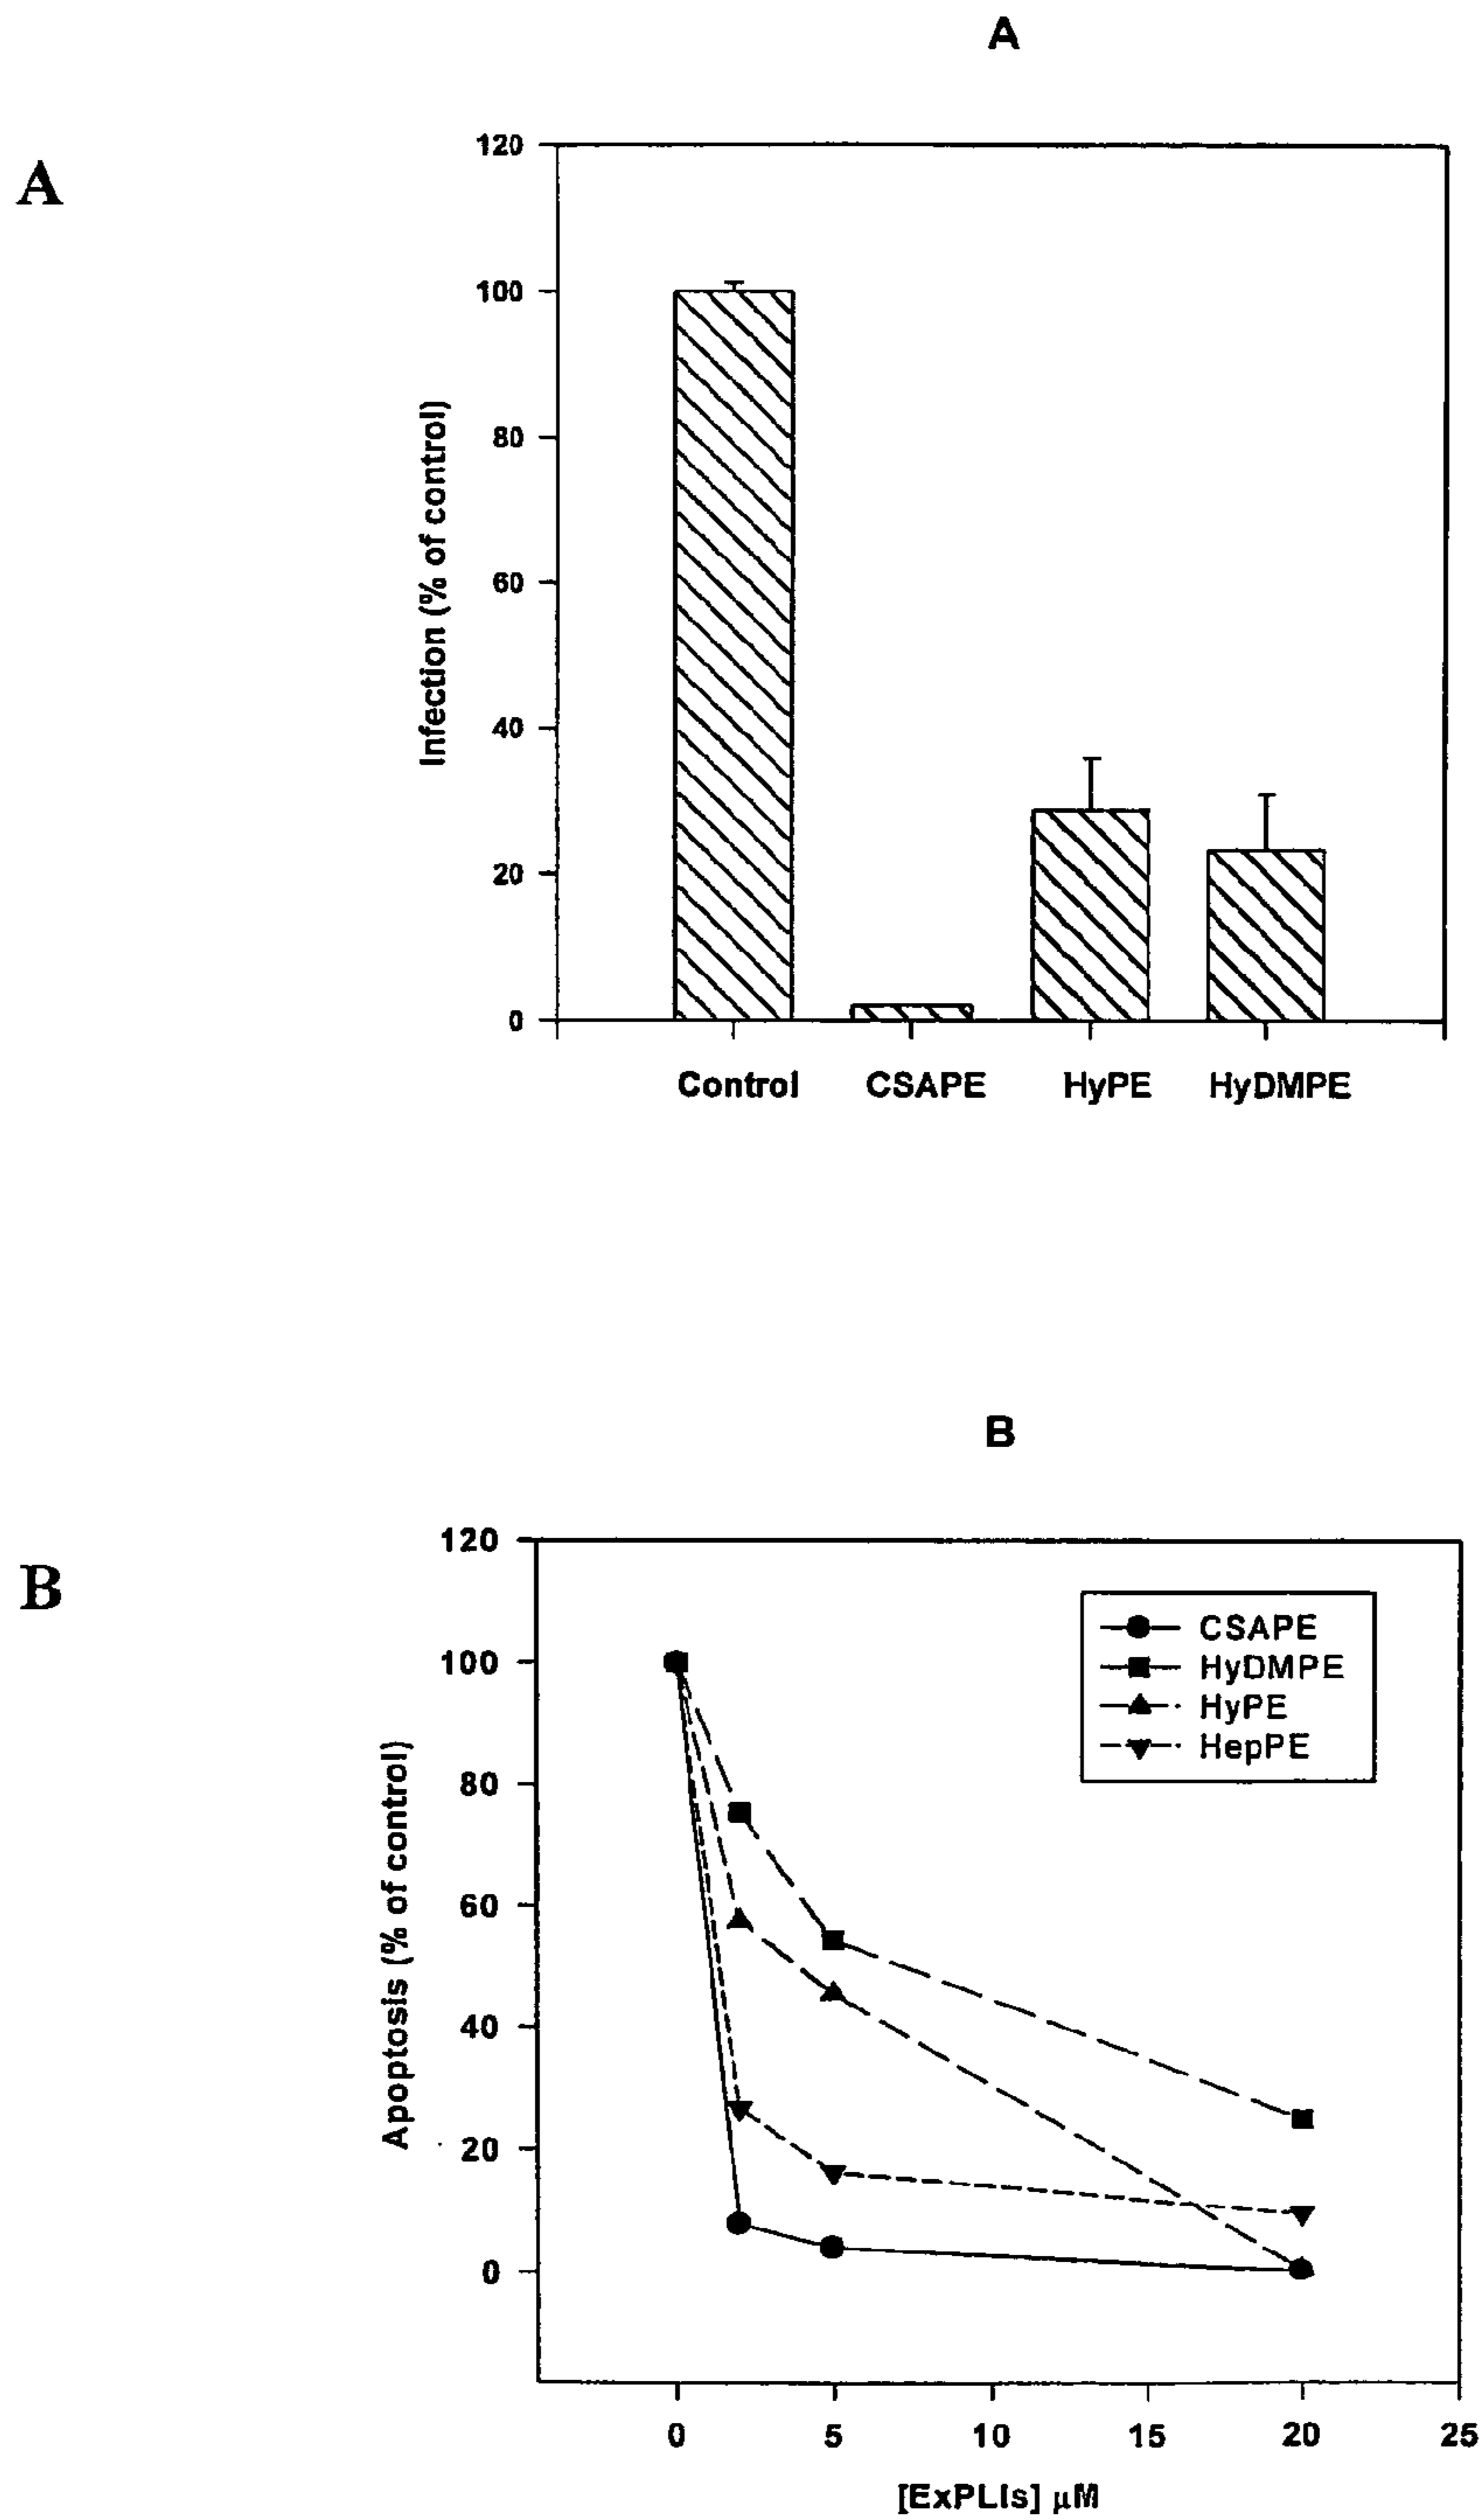 A
A
120
100
80
60
40
20
0
Infection (% of control)
Control CSAPE HyPE HyDMPE
B
B
120
100
80
60
40
20
0
Apoptosis (% of control)
CSAPE
HyDMPE
HyPE
HepPE
0 5 10 15 20 25
[ExPLIs] μM